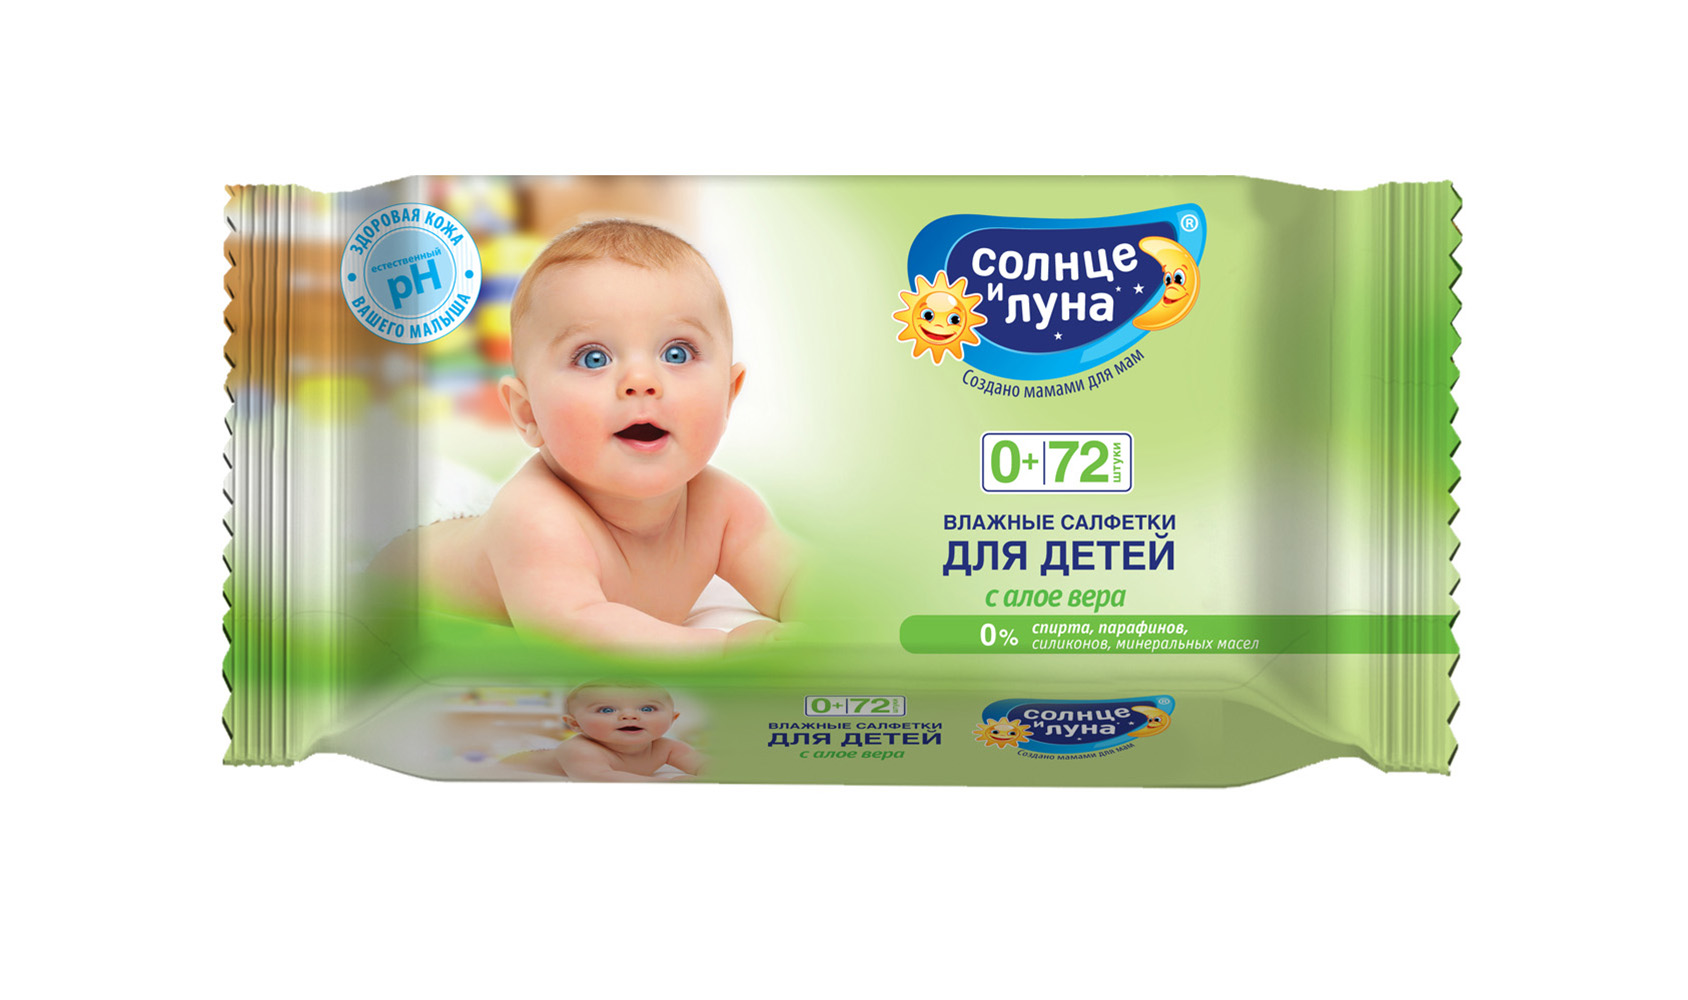 ЗДОРОВАЯ КОЖА
естественный
pH
ВАШЕГО МАЛЫША
®
солнце
и
луна
Создано мамами для мам
0+ 72 штуки
ВЛАЖНЫЕ САЛФЕТКИ
ДЛЯ ДЕТЕЙ
с алое вера
0% спирта, парафинов,
силиконов, минеральных масел
0+ 72 штуки
ВЛАЖНЫЕ САЛФЕТКИ
ДЛЯ ДЕТЕЙ
с алое вера
®
солнце
и
луна
Создано мамами для мам